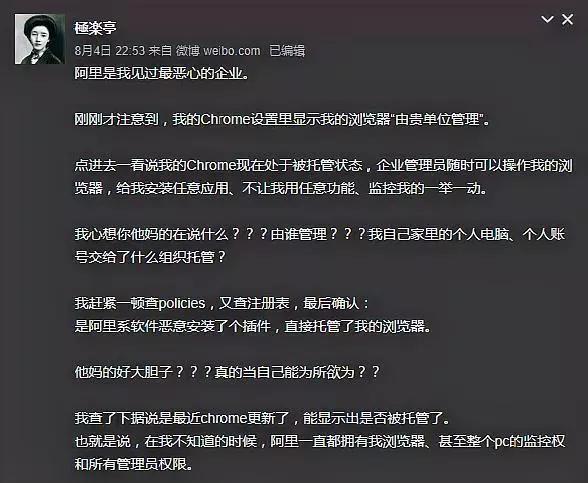 極楽亭
8月4日 22:53 来自 微博 weibo.com 已编辑
阿里是我见过最恶心的企业。
刚刚才注意到，我的Chrome设置里显示我的浏览器“由贵单位管理”。
点进去一看说我的Chrome现在处于被托管状态，企业管理员随时可以操作我的浏
览器，给我安装任意应用、不让我用任意功能、监控我的一举一动。
我心想你他妈的在说什么？？？由谁管理？？？我自己家里的个人电脑、个人账
号交给了什么组织托管？
我赶紧一顿查policies，又查注册表，最后确认：
是阿里系软件恶意安装了个插件，直接托管了我的浏览器。
他妈的好大胆子？？？真的当自己能为所欲为？？
我查了下据说是最近chrome更新了，能显示出是否被托管了。
也就是说，在我不知道的时候，阿里一直都拥有我浏览器、甚至整个pc的监控权
和所有管理员权限。